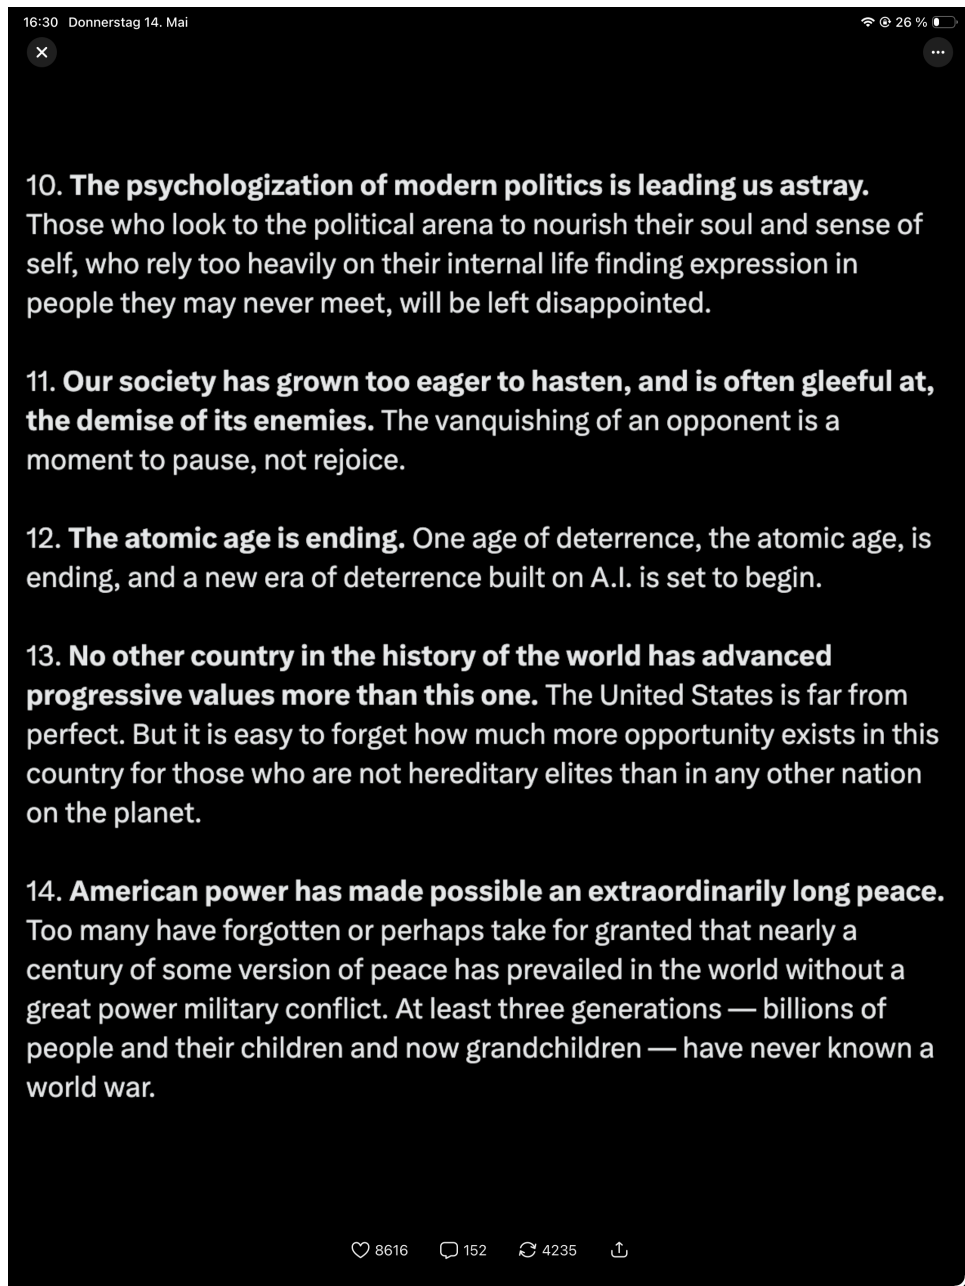 16:30 Donnerstag 14. Mai
26 %
10. The psychologization of modern politics is leading us astray.
Those who look to the political arena to nourish their soul and sense of
self, who rely too heavily on their internal life finding expression in
people they may never meet, will be left disappointed.
11. Our society has grown too eager to hasten, and is often gleeful at,
the demise of its enemies. The vanquishing of an opponent is a
moment to pause, not rejoice.
12. The atomic age is ending. One age of deterrence, the atomic age, is
ending, and a new era of deterrence built on A.I. is set to begin.
13. No other country in the history of the world has advanced
progressive values more than this one. The United States is far from
perfect. But it is easy to forget how much more opportunity exists in this
country for those who are not hereditary elites than in any other nation
on the planet.
14. American power has made possible an extraordinarily long peace.
Too many have forgotten or perhaps take for granted that nearly a
century of some version of peace has prevailed in the world without a
great power military conflict. At least three generations — billions of
people and their children and now grandchildren — have never known a
world war.
8616 152 4235